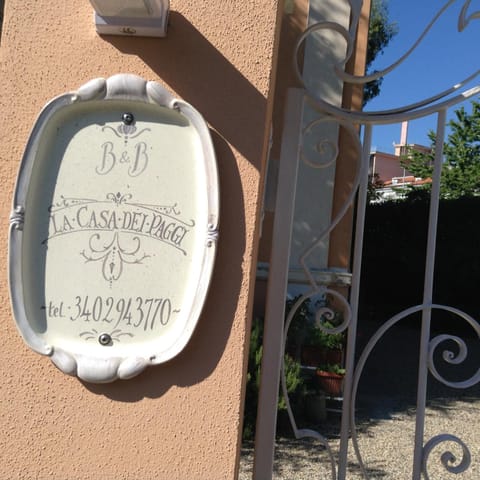 B & B
LA · CASA · DEI · PAGGI
~ tel. 3402943770 ~